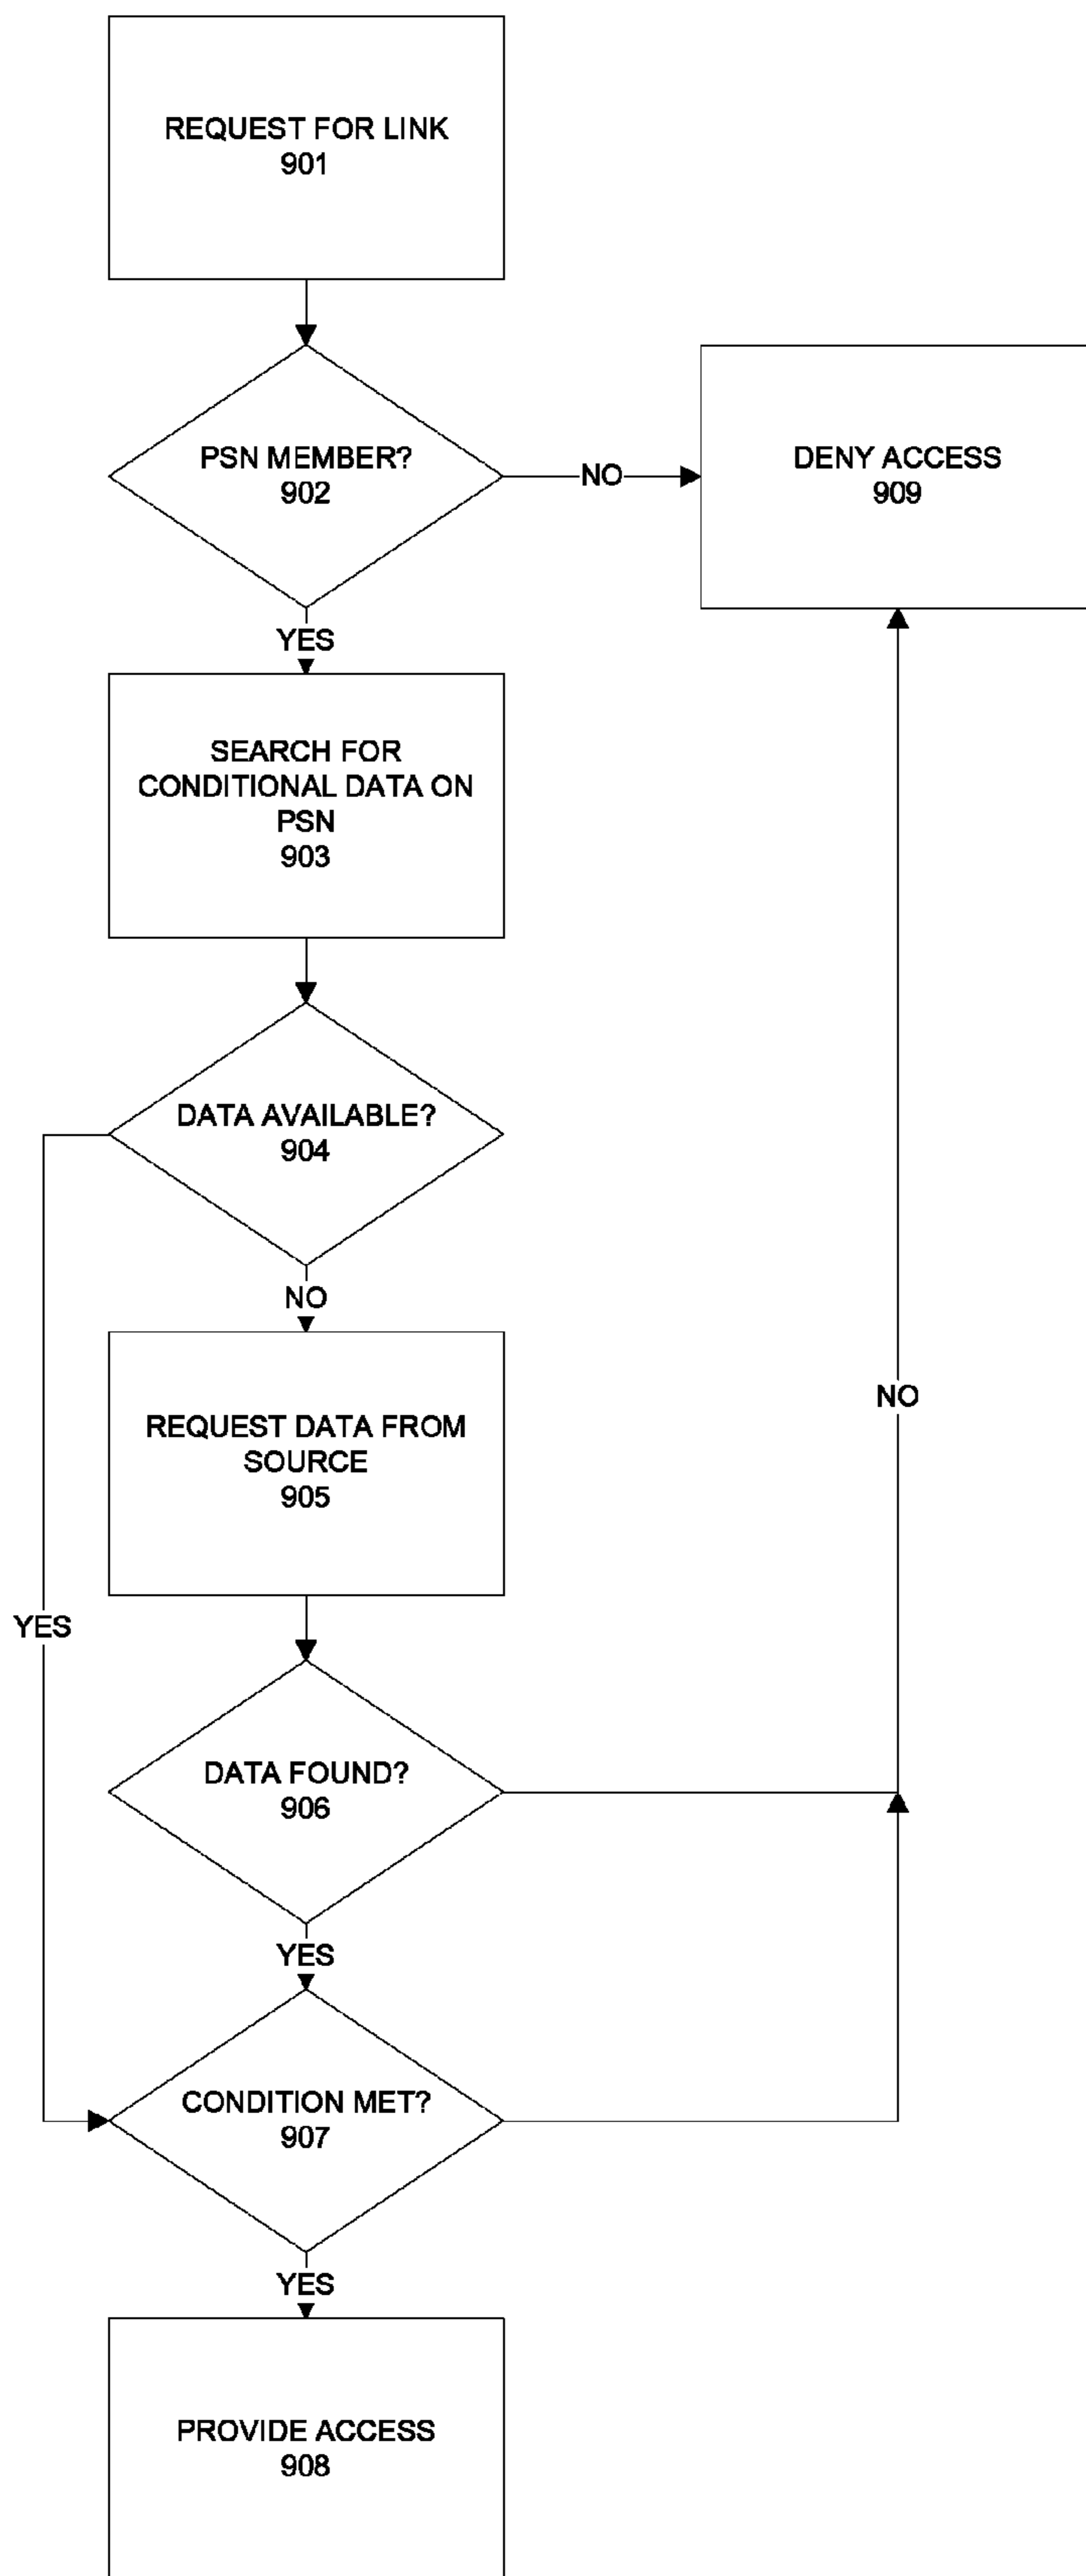 REQUEST FOR LINK
901
PSN MEMBER?
902
NO
DENY ACCESS
909
YES
SEARCH FOR
CONDITIONAL DATA ON
PSN
903
DATA AVAILABLE?
904
NO
REQUEST DATA FROM
SOURCE
905
NO
YES
DATA FOUND?
906
YES
CONDITION MET?
907
YES
PROVIDE ACCESS
908